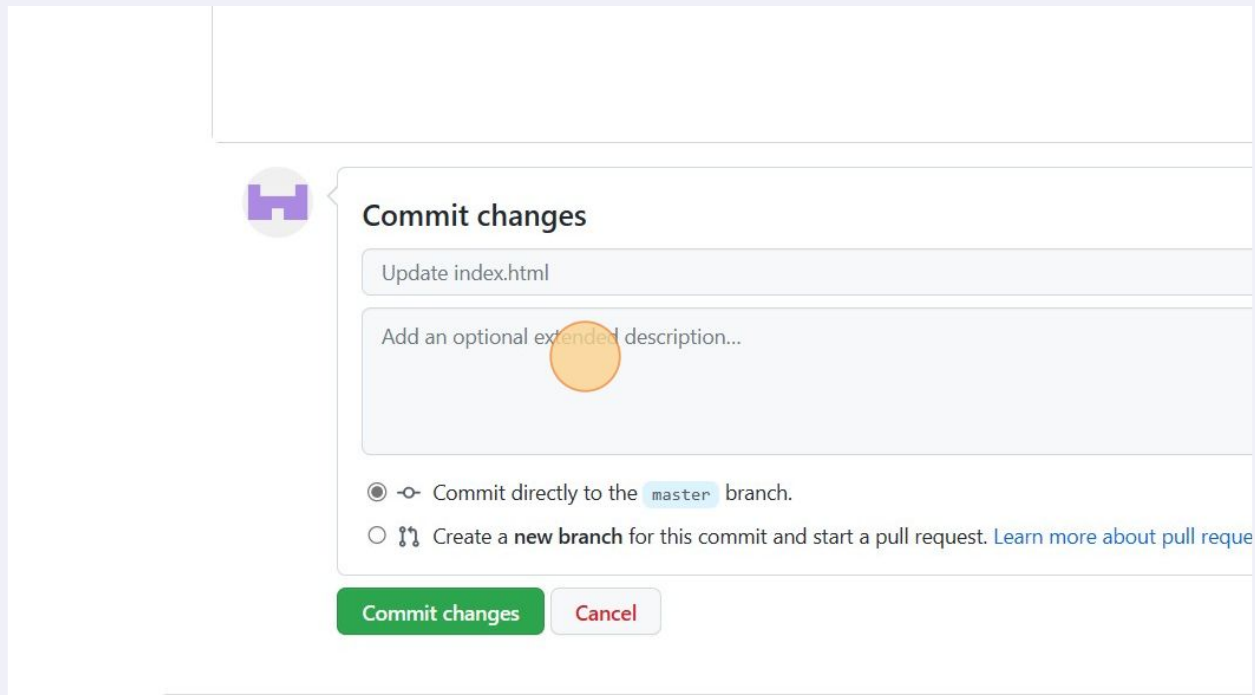 Commit changes
Update index.html
Add an optional extended description...
Commit directly to the master branch.
Create a new branch for this commit and start a pull request. Learn more about pull reque
Commit changes
Cancel